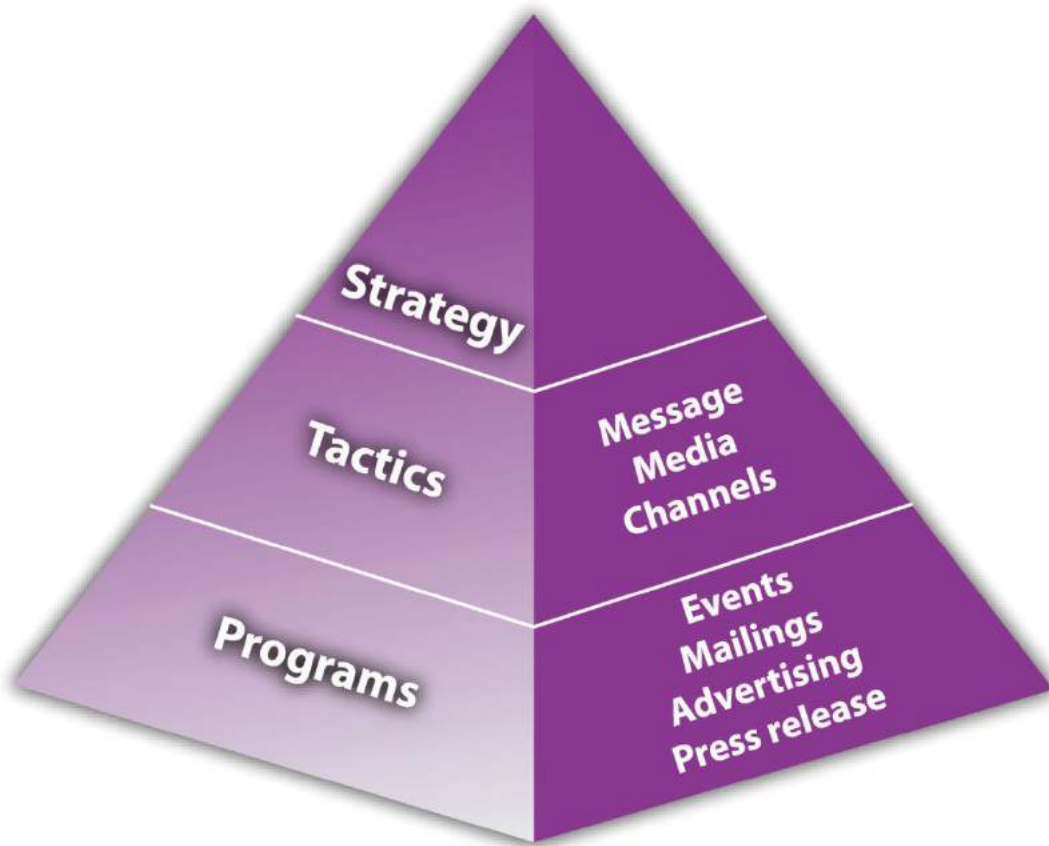 Strategy
Tactics
Message
Media
Channels
Programs
Events
Mailings
Advertising
Press release